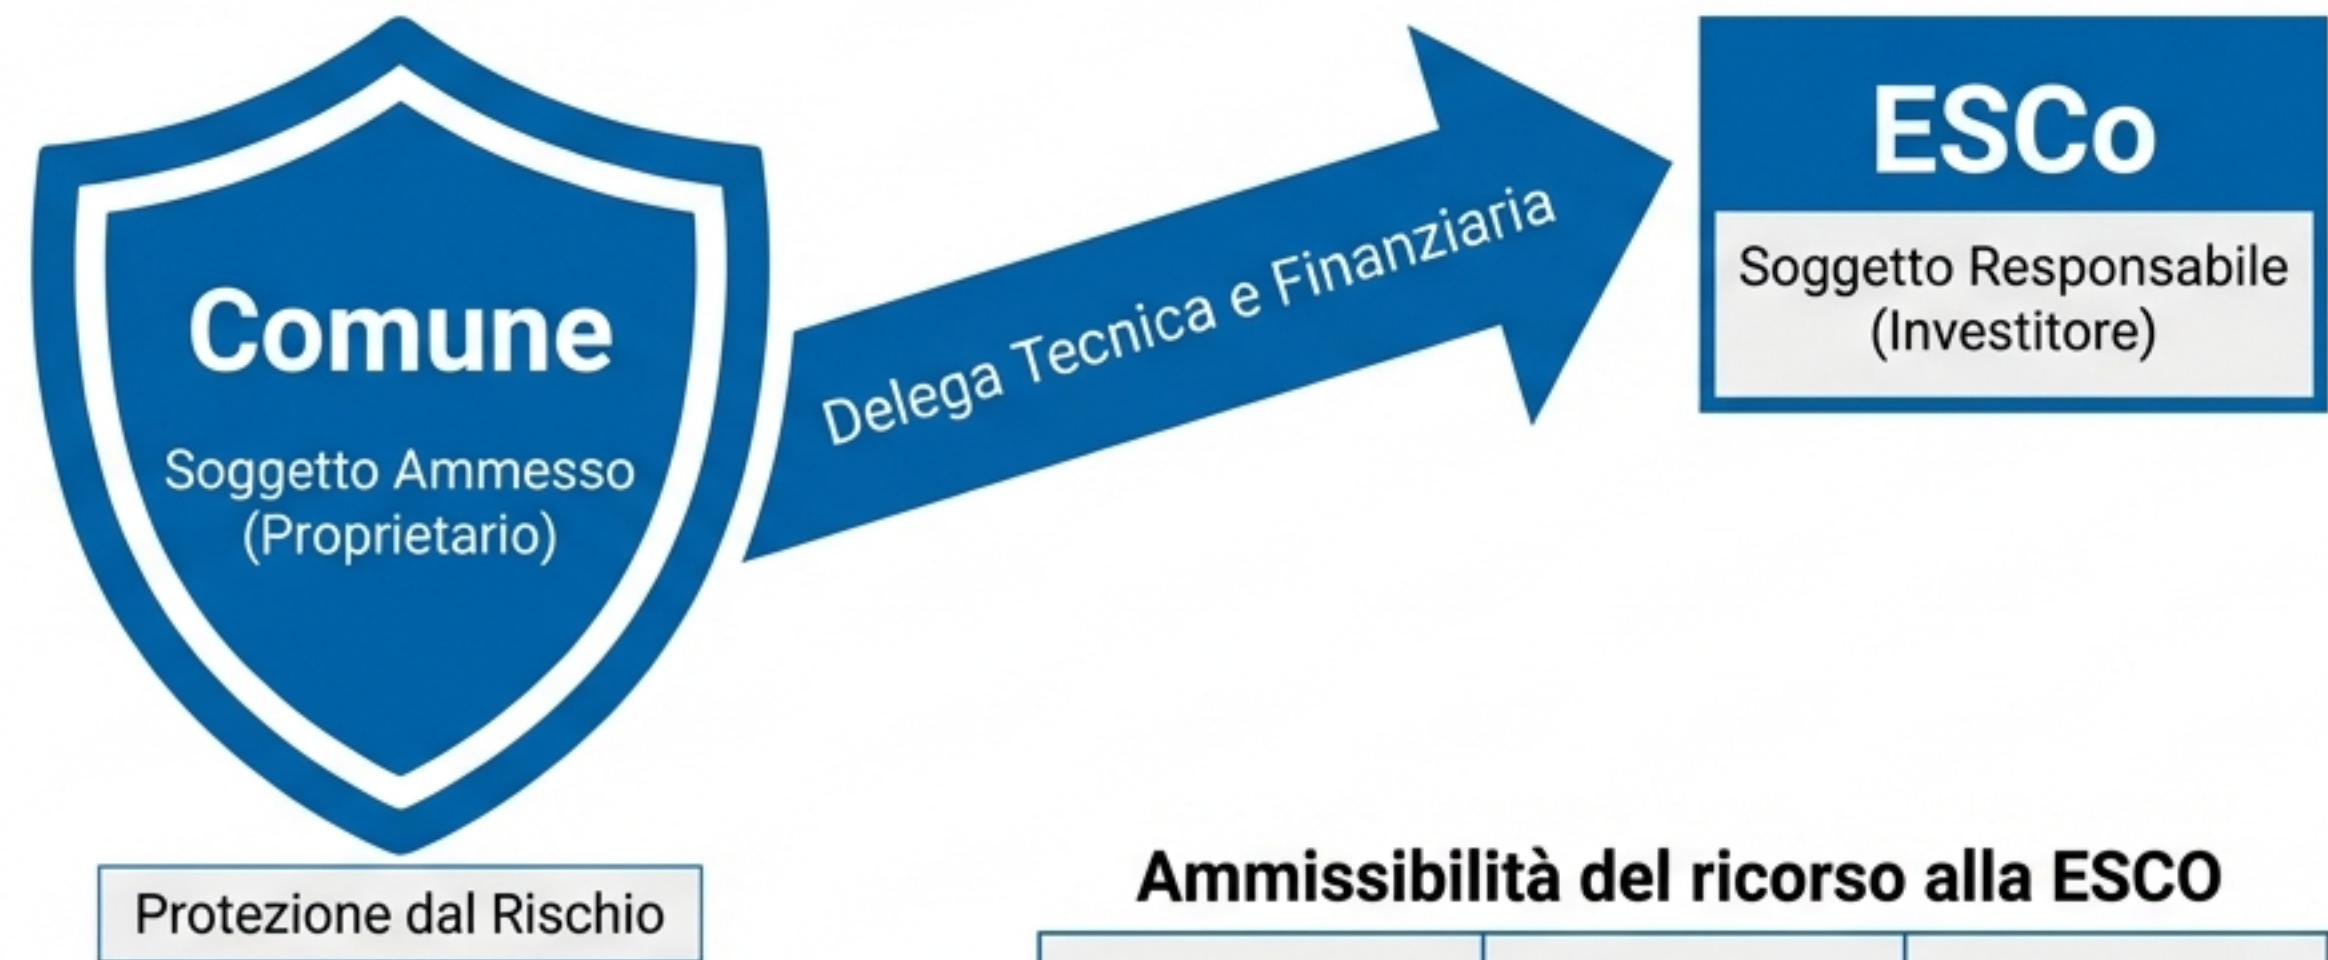 Comune
Soggetto Ammesso
(Proprietario)
Protezione dal Rischio
Delega Tecnica e Finanziaria
ESCo
Soggetto Responsabile
(Investitore)
Ammissibilità del ricorso alla ESCO